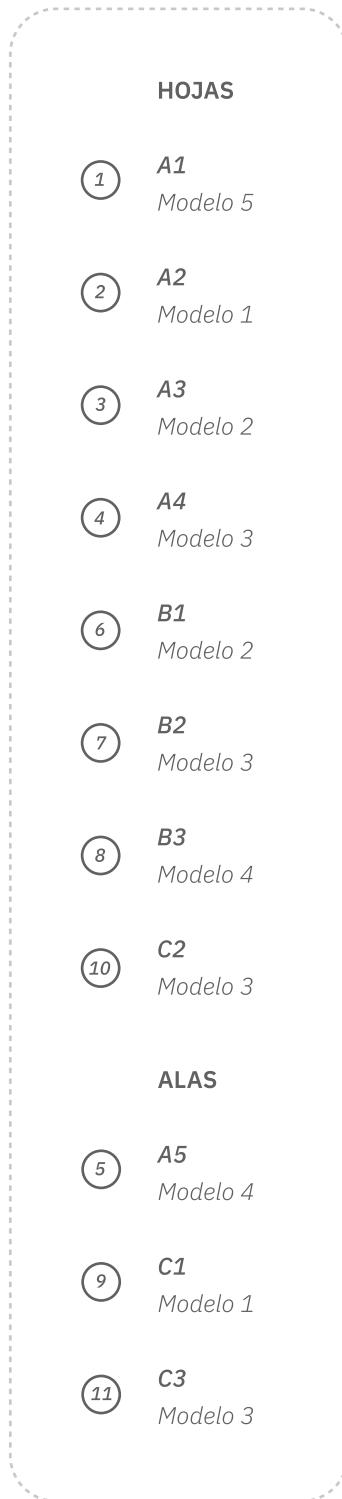 HOJAS
1
A1
Modelo 5
2
A2
Modelo 1
3
A3
Modelo 2
4
A4
Modelo 3
6
B1
Modelo 2
7
B2
Modelo 3
8
B3
Modelo 4
10
C2
Modelo 3
ALAS
5
A5
Modelo 4
9
C1
Modelo 1
11
C3
Modelo 3